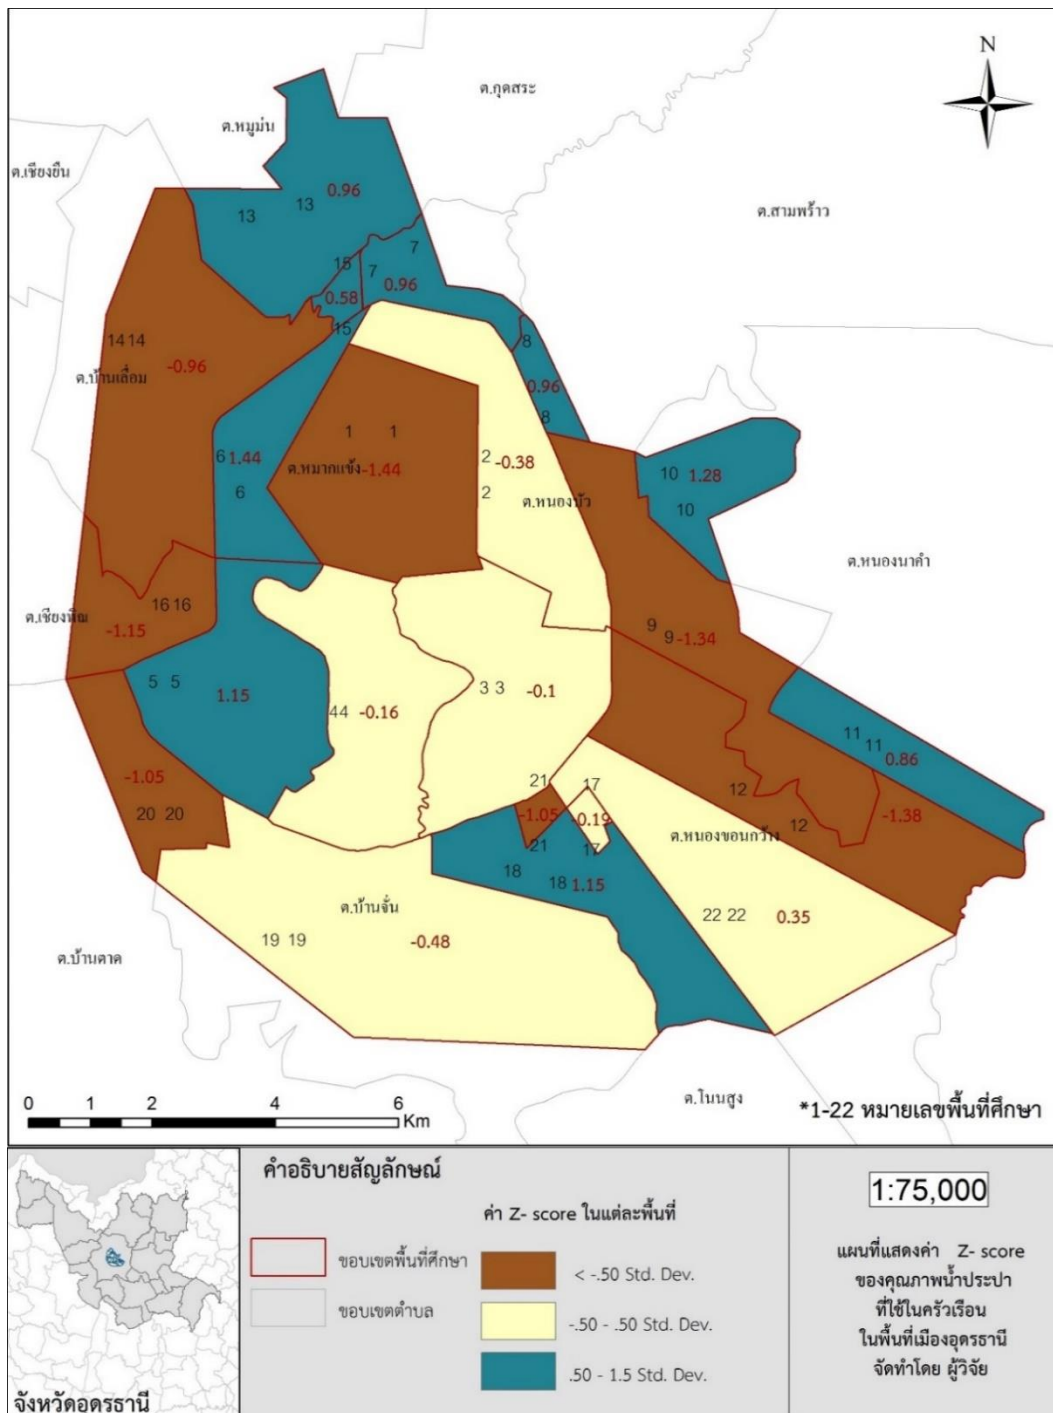 N
ต.กุดสระ
ต.หมูม่น
ต.เชียงยืน
ต.สามพร้าว
13 13 0.96
15 7 7
0.58 0.96
15
8
0.96
8
14 14
-0.96
ต.บ้านเลื่อม
1 1
6 1.44
6
ต.หมากแข้ง -1.44
2 -0.38
2
ต.หนองบัว
10 1.28
10
ต.หนองนาคำ
16 16
ต.เชียงพิณ
-1.15
9 9 -1.34
5 5
1.15
44 -0.16
3 3 -0.1
11 11 0.86
-1.05
20 20
21 17
-1.05 -0.19
21 17
12
12
-1.38
ต.หนองขอนกว้าง
18
18 1.15
22 22 0.35
ต.บ้านจั่น
19 19 -0.48
ต.บ้านตาด
ต.โนนสูง
0 1 2 4 6
Km
*1-22 หมายเลขพื้นที่ศึกษา
จังหวัดอุดรธานี
คำอธิบายสัญลักษณ์
ขอบเขตพื้นที่ศึกษา
ขอบเขตตำบล
ค่า Z- score ในแต่ละพื้นที่
< -.50 Std. Dev.
-.50 - .50 Std. Dev.
.50 - 1.5 Std. Dev.
1:75,000
แผนที่แสดงค่า Z- score
ของคุณภาพน้ำประปา
ที่ใช้ในครัวเรือน
ในพื้นที่เมืองอุดรธานี
จัดทำโดย ผู้วิจัย